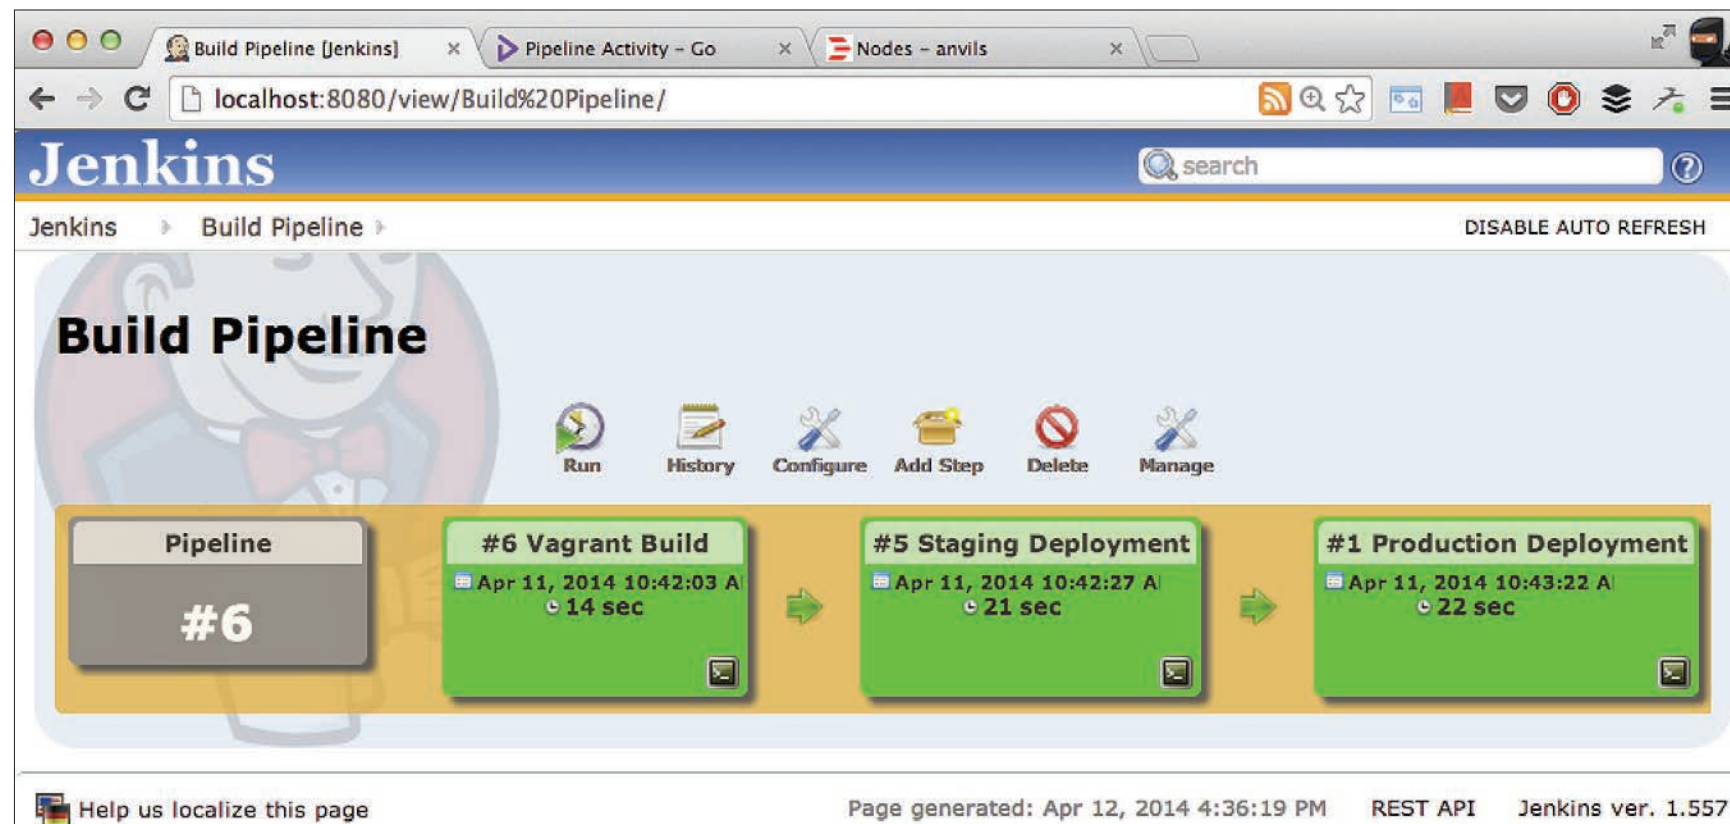 Build Pipeline [Jenkins]
Pipeline Activity – Go
Nodes – anvils
localhost:8080/view/Build%20Pipeline/
Jenkins
search
Jenkins Build Pipeline
DISABLE AUTO REFRESH
Build Pipeline
Run History Configure Add Step Delete Manage
Pipeline
#6
#6 Vagrant Build
Apr 11, 2014 10:42:03 A
14 sec
#5 Staging Deployment
Apr 11, 2014 10:42:27 A
21 sec
#1 Production Deployment
Apr 11, 2014 10:43:22 A
22 sec
Help us localize this page
Page generated: Apr 12, 2014 4:36:19 PM
REST API
Jenkins ver. 1.557